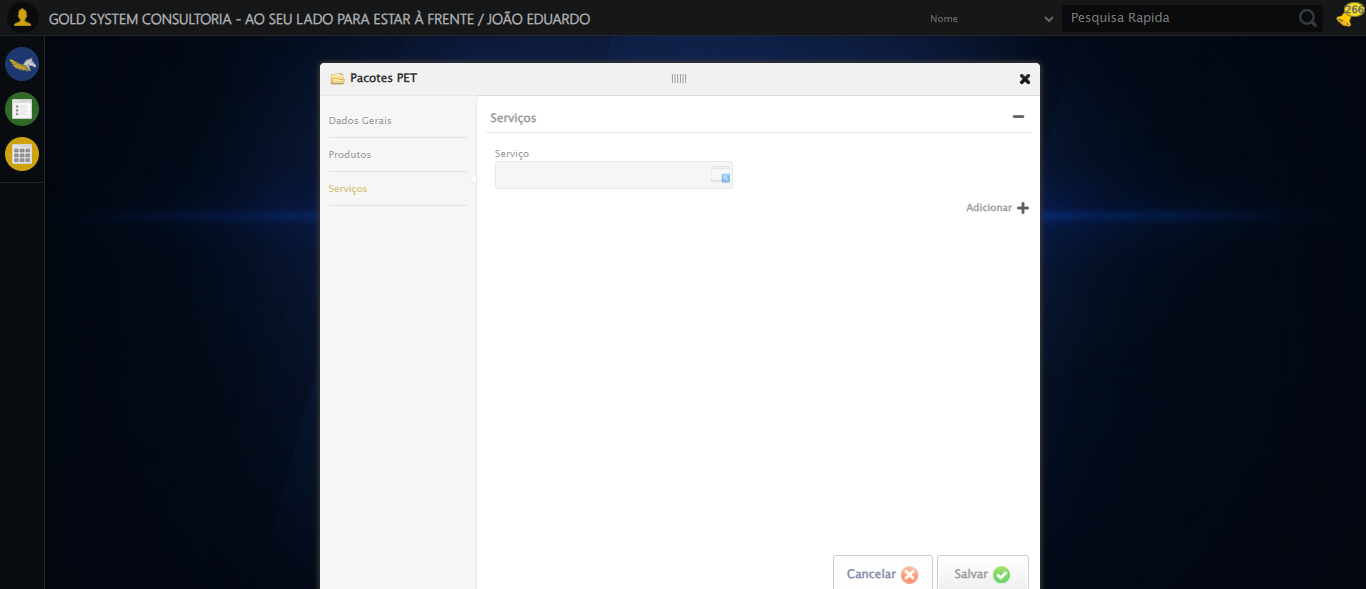 GOLD SYSTEM CONSULTORIA - AO SEU LADO PARA ESTAR À FRENTE / JOÃO EDUARDO
Nome
Pesquisa Rapida
266
Pacotes PET
Dados Gerais
Produtos
Serviços
Serviços
Serviço
Adicionar
Cancelar
Salvar